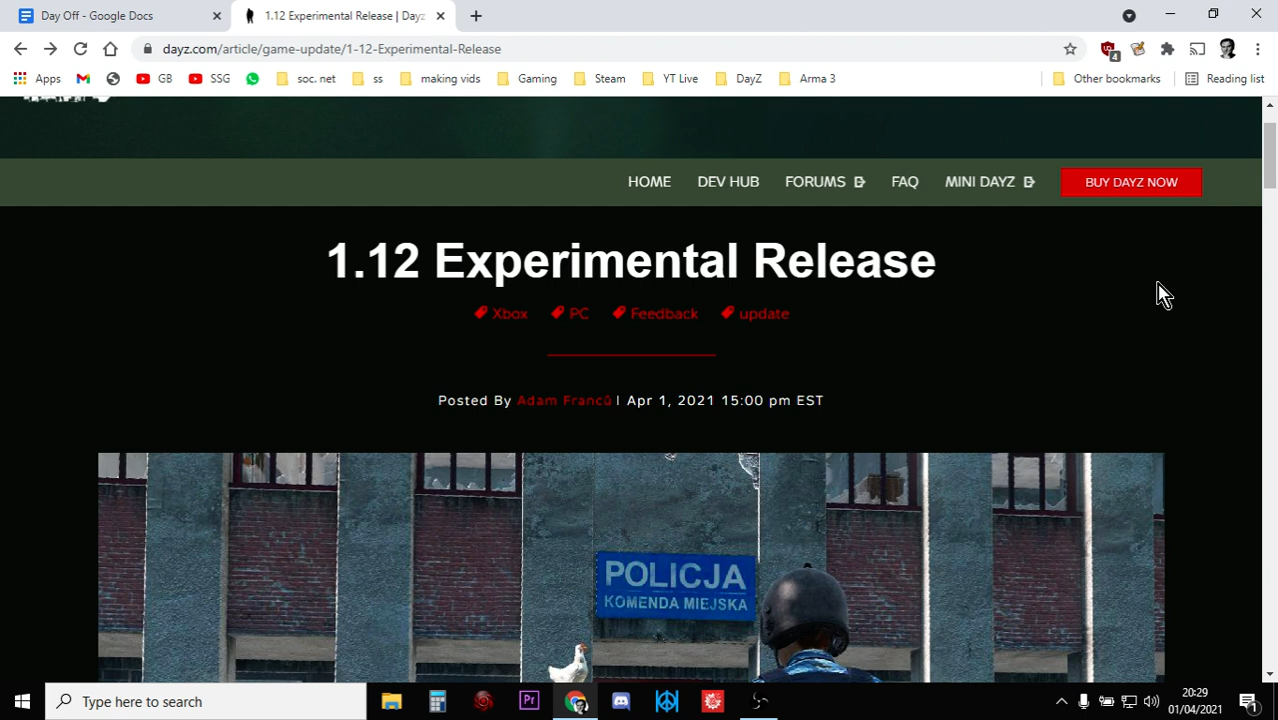 Day Off - Google Docs
1.12 Experimental Release | Dayz
dayz.com/article/game-update/1-12-Experimental-Release
4
Apps GB SSG soc. net ss making vids Gaming Steam YT Live DayZ Arma 3 Other bookmarks Reading list
HOME DEV HUB FORUMS FAQ MINI DAYZ BUY DAYZ NOW
1.12 Experimental Release
Xbox PC Feedback update
Posted By Adam Franců | Apr 1, 2021 15:00 pm EST
POLICJA
KOMENDA MIEJSKA
Type here to search
Pr
20:29
01/04/2021
1